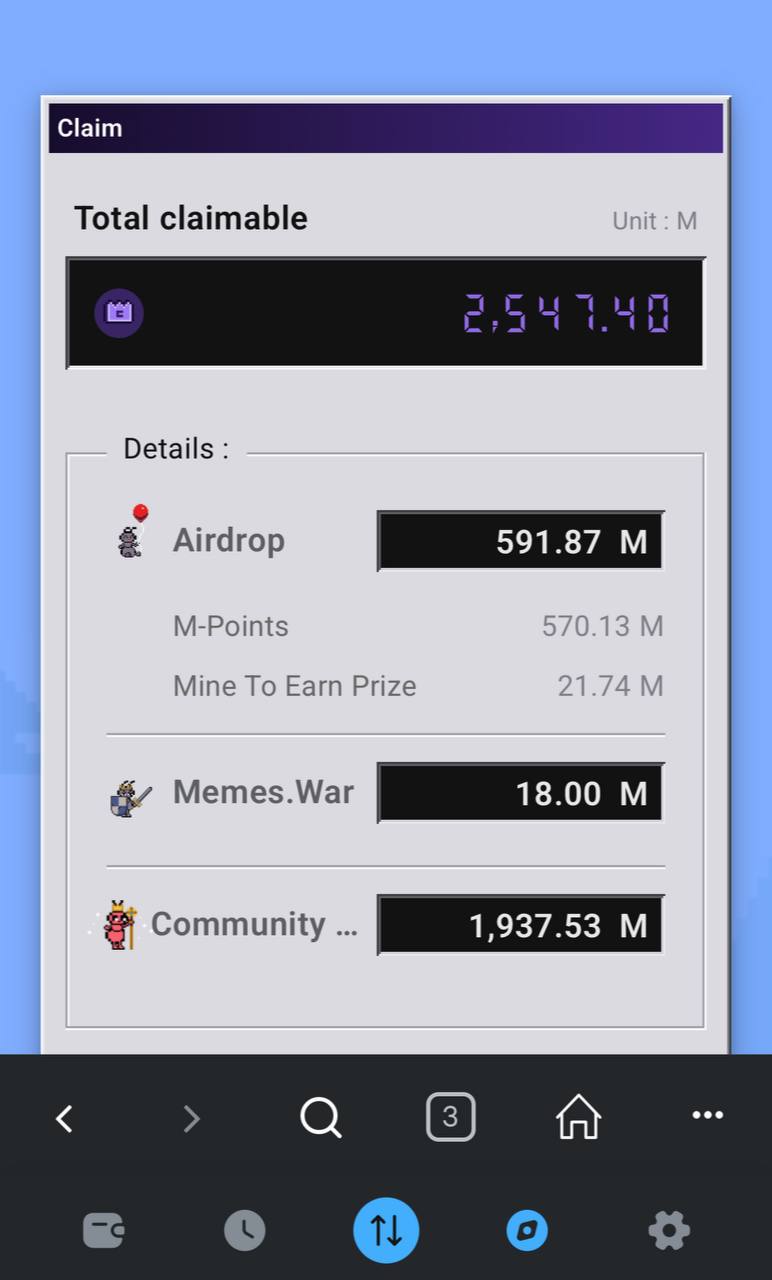 Claim
Total claimable
Unit : M
2,547.40
Details :
Airdrop 591.87 M
M-Points 570.13 M
Mine To Earn Prize 21.74 M
Memes.War 18.00 M
Community ... 1,937.53 M
3